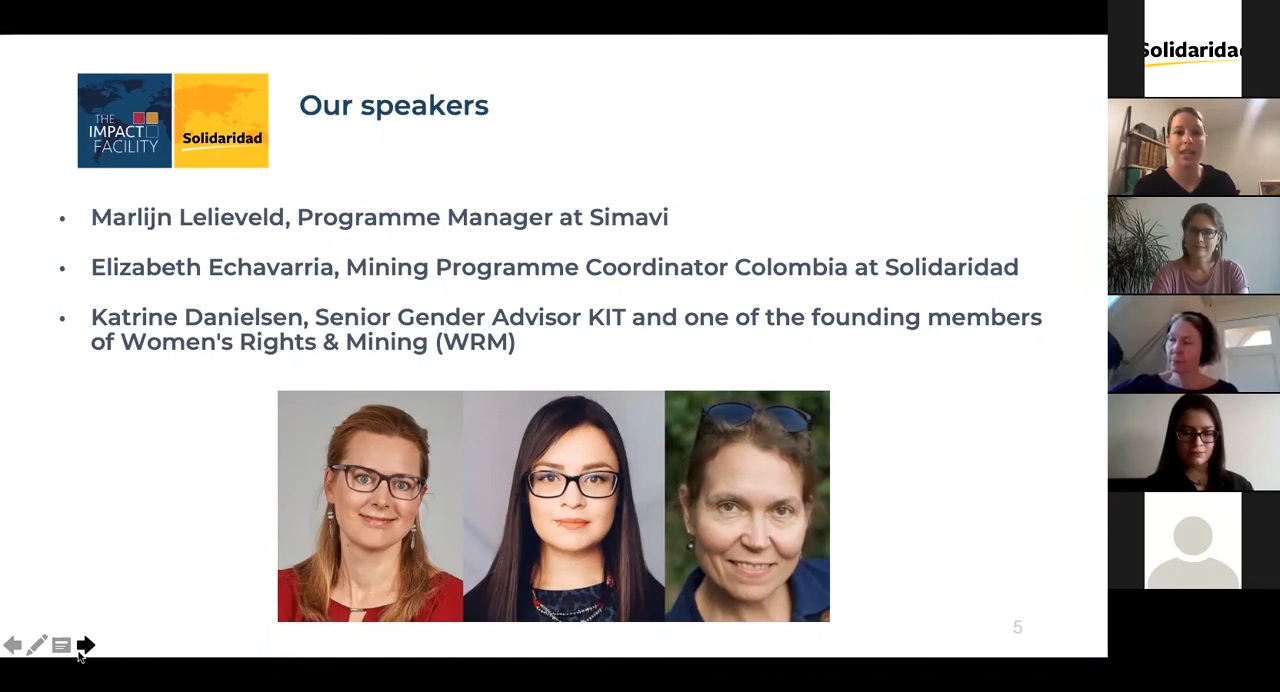 Our speakers
THE
IMPACT
FACILITY
Solidaridad
• Marlijn Lelieveld, Programme Manager at Simavi
• Elizabeth Echavarria, Mining Programme Coordinator Colombia at Solidaridad
• Katrine Danielsen, Senior Gender Advisor KIT and one of the founding members
of Women's Rights & Mining (WRM)
5
Solidaridad